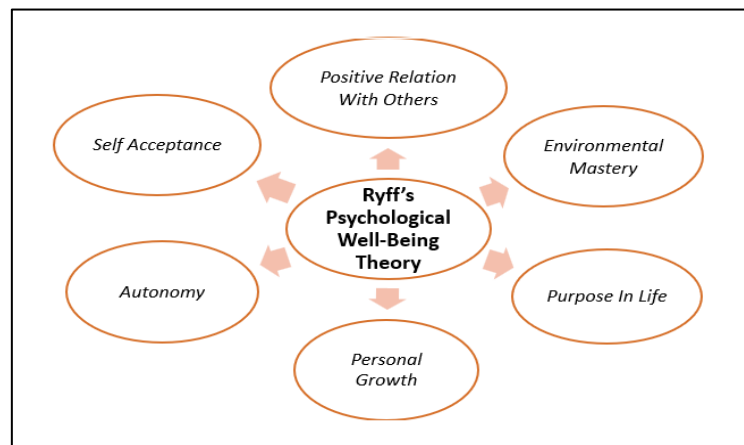 Positive Relation
With Others
Self Acceptance
Environmental
Mastery
Ryff's
Psychological
Well-Being
Theory
Autonomy
Purpose In Life
Personal
Growth